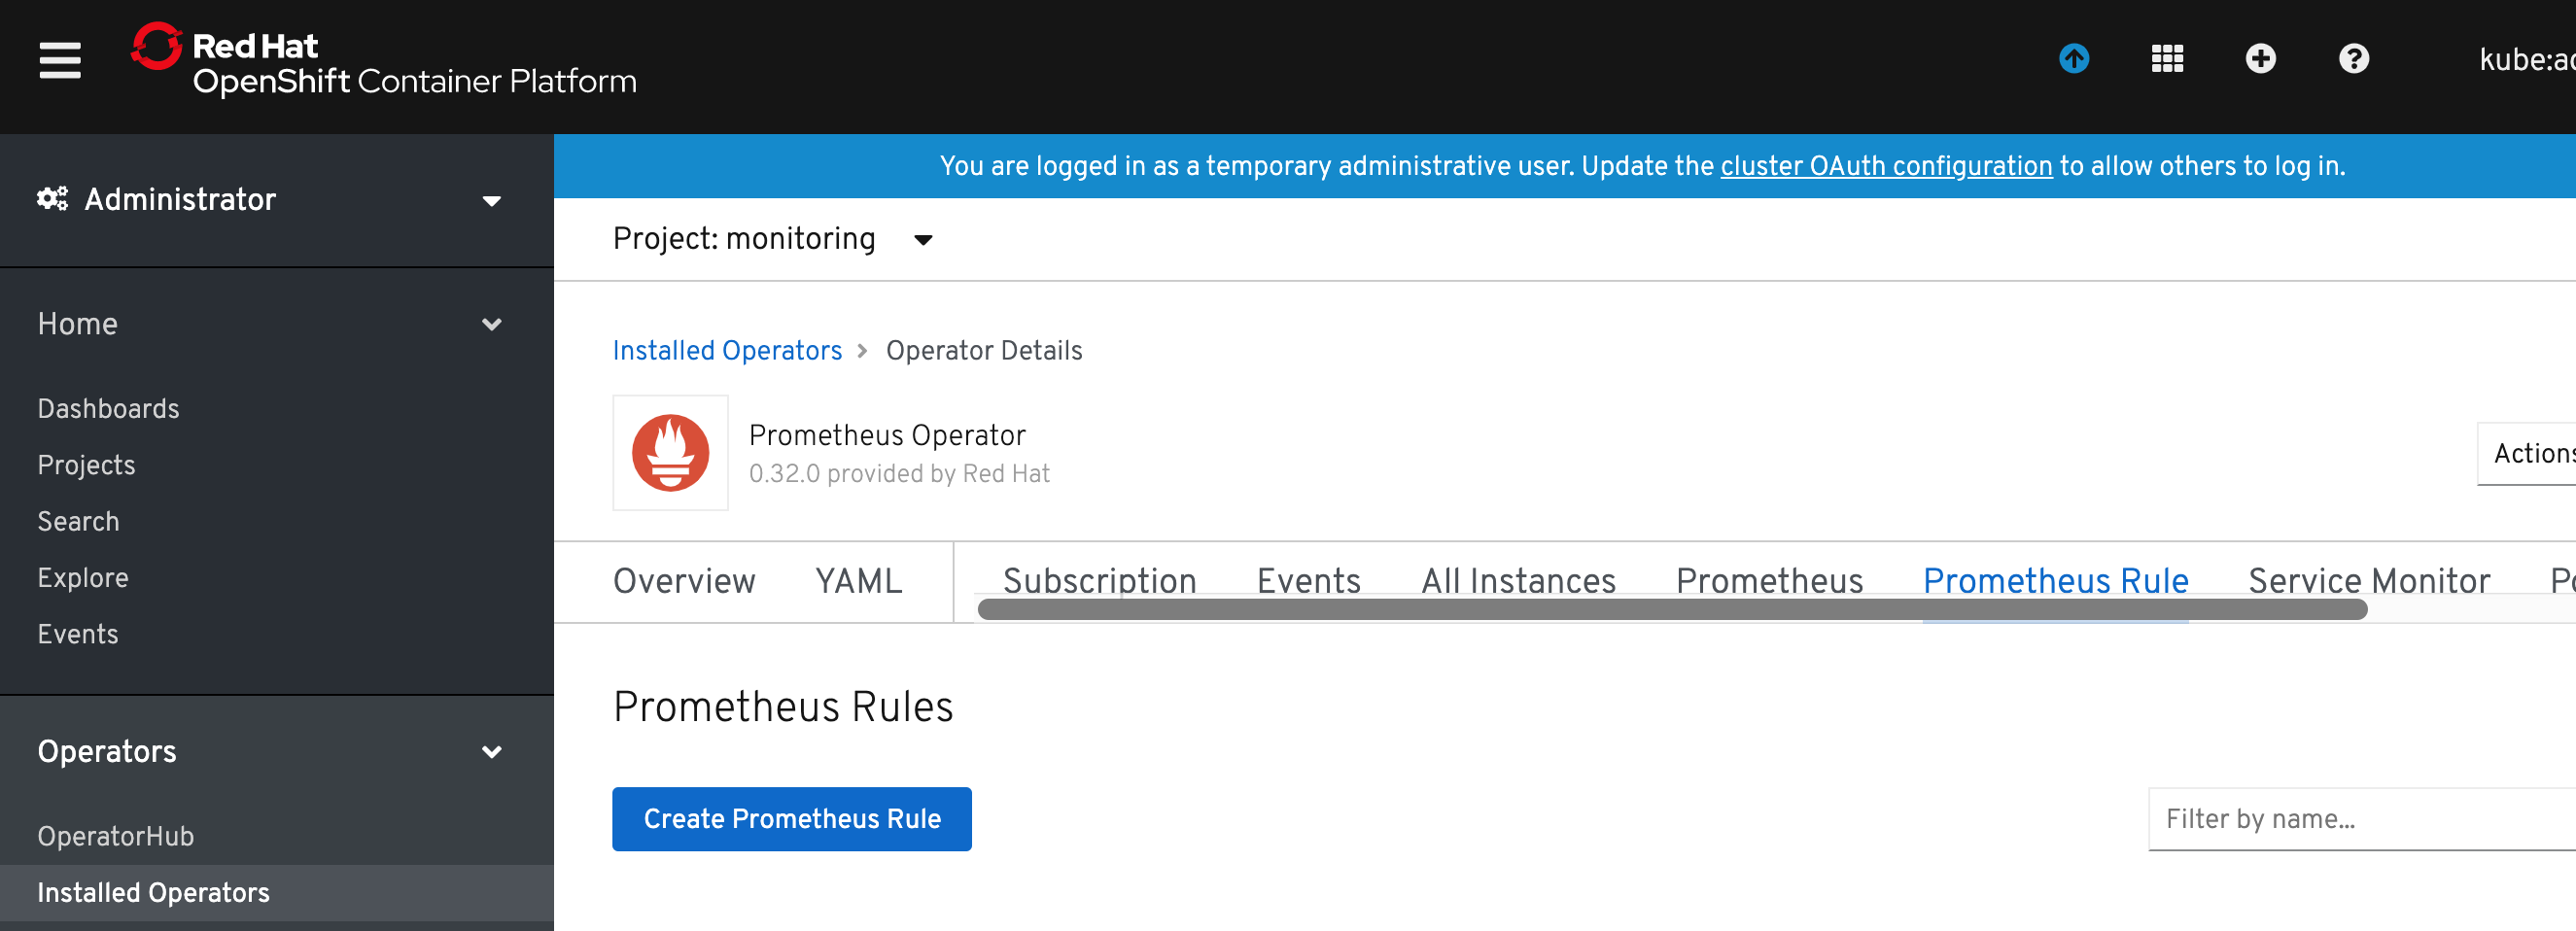 Red Hat
OpenShift Container Platform
kube:ad
Administrator
You are logged in as a temporary administrative user. Update the cluster OAuth configuration to allow others to log in.
Project: monitoring
Home
Dashboards
Projects
Search
Explore
Events
Operators
OperatorHub
Installed Operators
Installed Operators > Operator Details
Prometheus Operator
0.32.0 provided by Red Hat
Actions
Overview YAML Subscription Events All Instances Prometheus Prometheus Rule Service Monitor
Prometheus Rules
Create Prometheus Rule
Filter by name...